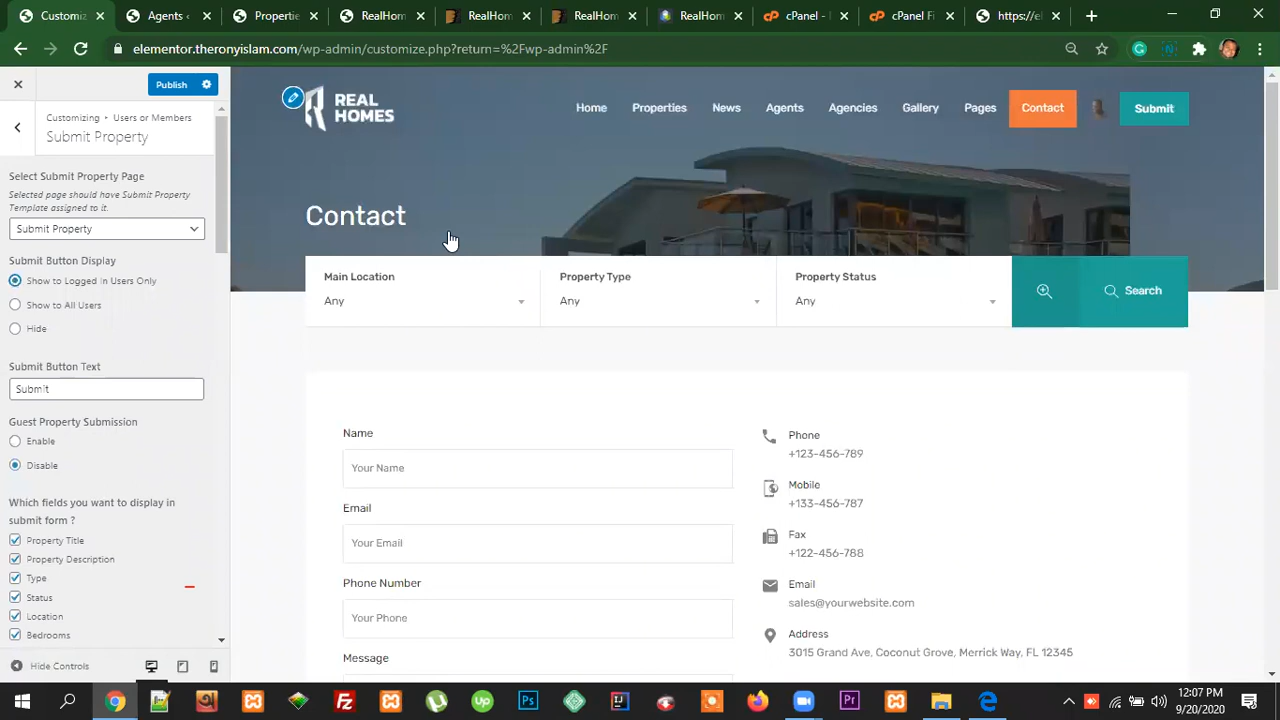 Customiz
Agents
Propertie
RealHom
RealHom
RealHom
RealHom
cPanel -
cPanel Fi
https://el
elementor.theronyislam.com/wp-admin/customize.php?return=%2Fwp-admin%2F
Publish
Customizing ▸ Users or Members
Submit Property
Select Submit Property Page
Selected page should have Submit Property
Template assigned to it.
Submit Property
Submit Button Display
Show to Logged In Users Only
Show to All Users
Hide
Submit Button Text
Submit
Guest Property Submission
Enable
Disable
Which fields you want to display in
submit form ?
Property Title
Property Description
Type
Status
Location
Bedrooms
Hide Controls
REAL
HOMES
Home Properties News Agents Agencies Gallery Pages Contact Submit
Contact
Main Location
Any
Property Type
Any
Property Status
Any
Search
Name
Your Name
Email
Your Email
Phone Number
Your Phone
Message
Phone
+123-456-789
Mobile
+133-456-787
Fax
+122-456-788
Email
sales@yourwebsite.com
Address
3015 Grand Ave, Coconut Grove, Merrick Way, FL 12345
12:07 PM
9/20/2020